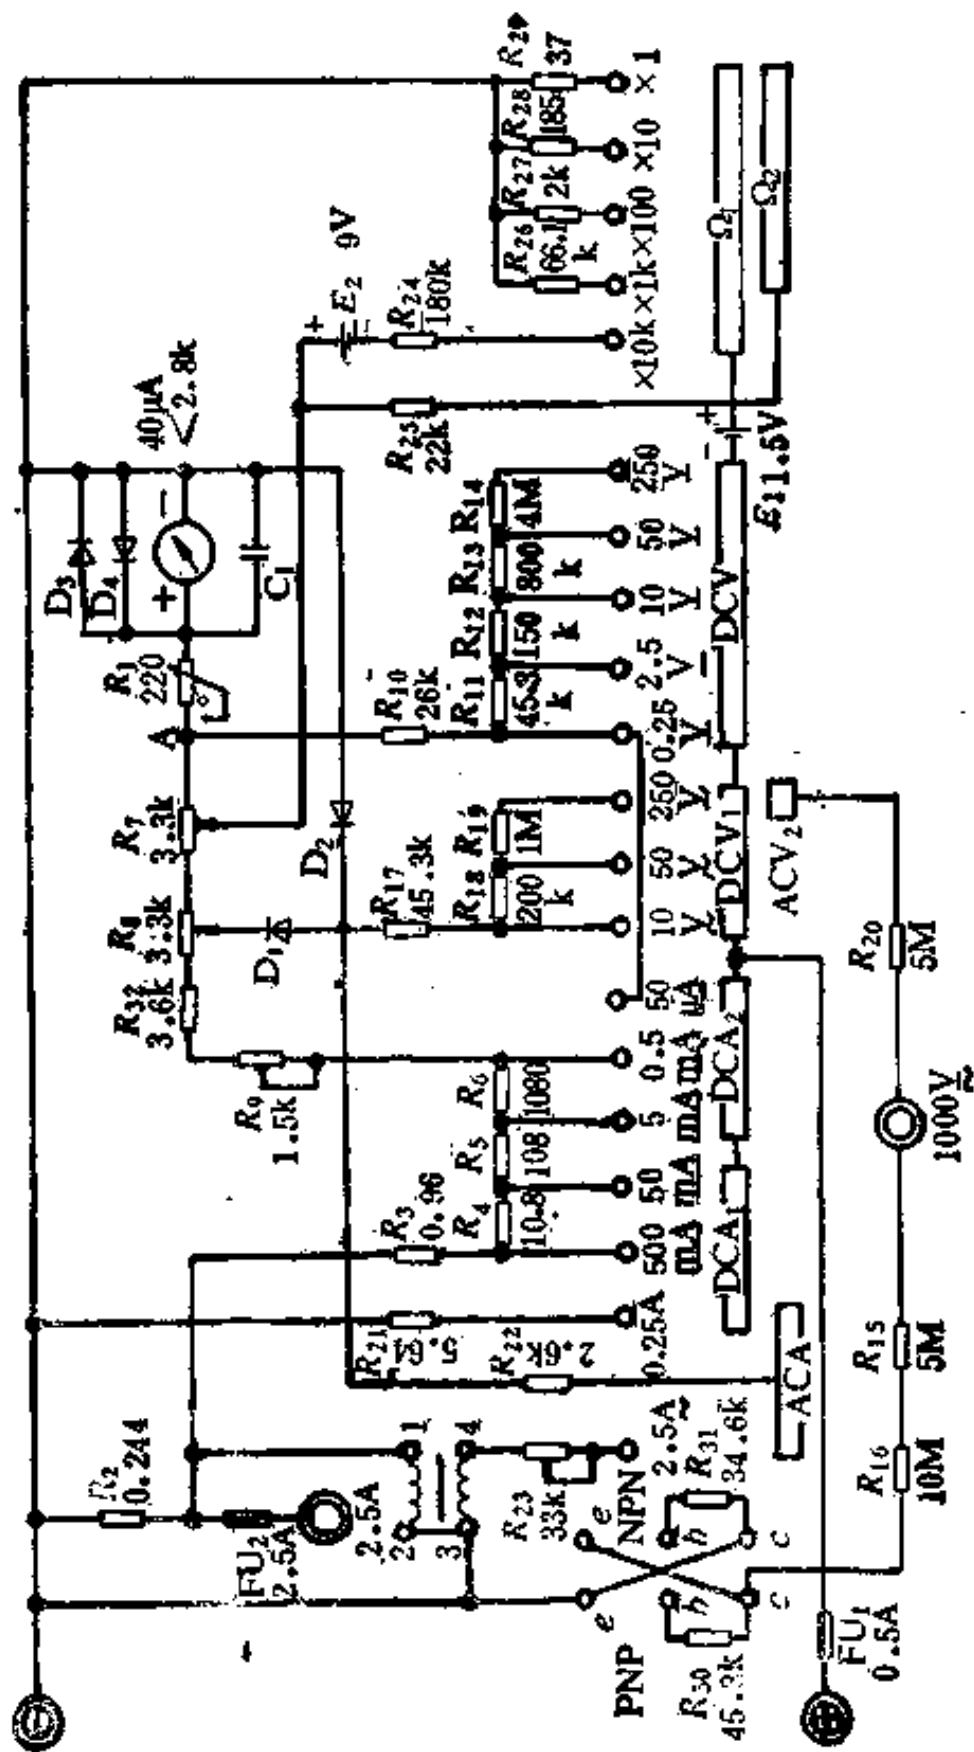 R₂
0.244
FU₂
2.5A
2.5A
1
2
3
4
R₂₃
33k
2.5A
~
e
NPN
b
R₃₁
34.6k
c
PNP
e
b
c
R₃₀
45.3k
FU₁
0.5A
R₂₁
R₂₂
2.6k
0.25A
ACA
R₃
0.96
R₄
10.8
R₅
108
R₆
1080
500
mA
50
mA
5
mA
0.5
mA
50
μA
DCA₁
DCA₂
R₉
1.5k
R₃₂
3.6k
R₈
3.3k
R₇
3.3k
A
R₁
220
D₃
D₄
+
−
40μA
<2.8k
C₁
D₁
D₂
R₁₇
45.3k
R₁₈
200
k
R₁₉
1M
10
V
50
V
250
V
DCV₁
ACV₂
R₁₀
26k
R₁₁
45.3
k
R₁₂
150
k
R₁₃
800
k
R₁₄
4M
0.25
V
2.5
V
10
V
50
V
250
V
DCV
E₁1.5V
−
+
R₂₅
22k
+
E₂
9V
R₂₄
180k
R₂₆
66.1
k
R₂₇
2k
R₂₈
185
R₂₉
37
×10k
×1k
×100
×10
×1
Ω₁
Ω₂
R₂₀
5M
1000V
~
R₁₅
5M
R₁₆
10M